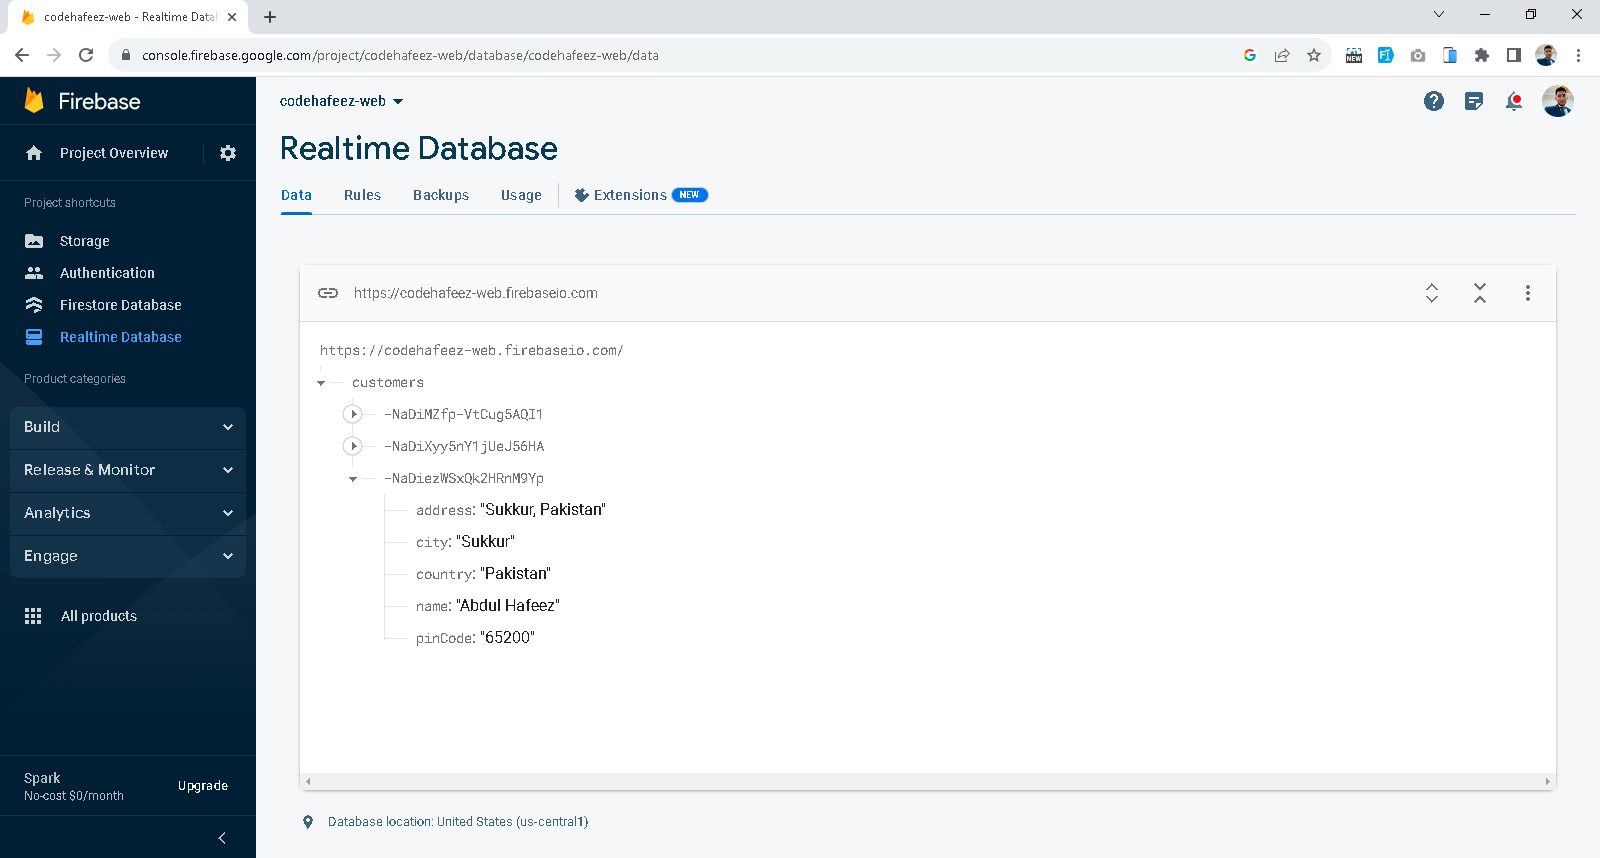 codehafeez-web - Realtime Datab
console.firebase.google.com/project/codehafeez-web/database/codehafeez-web/data
NEW
Firebase
Project Overview
Project shortcuts
Storage
Authentication
Firestore Database
Realtime Database
Product categories
Build
Release & Monitor
Analytics
Engage
All products
Spark
No-cost $0/month
Upgrade
codehafeez-web
Realtime Database
Data Rules Backups Usage Extensions NEW
https://codehafeez-web.firebaseio.com
https://codehafeez-web.firebaseio.com/
customers
-NaDiMZfp-VtCug5AQI1
-NaDiXyy5nY1jUeJ56HA
-NaDiezWSxQk2HRnM9Yp
address: "Sukkur, Pakistan"
city: "Sukkur"
country: "Pakistan"
name: "Abdul Hafeez"
pinCode: "65200"
Database location: United States (us-central1)